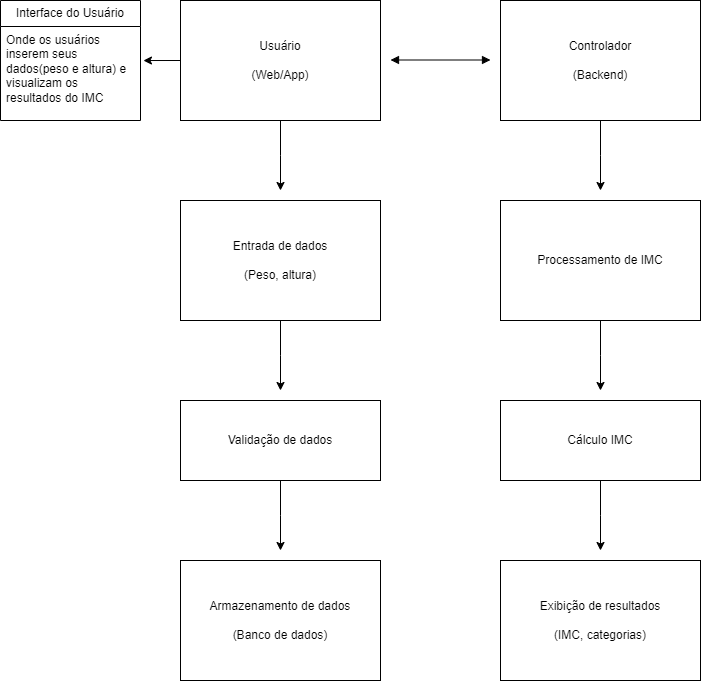 Interface do Usuário
Onde os usuários
inserem seus
dados(peso e altura) e
visualizam os
resultados do IMC
Usuário
(Web/App)
Controlador
(Backend)
Entrada de dados
(Peso, altura)
Processamento de IMC
Validação de dados
Cálculo IMC
Armazenamento de dados
(Banco de dados)
Exibição de resultados
(IMC, categorias)